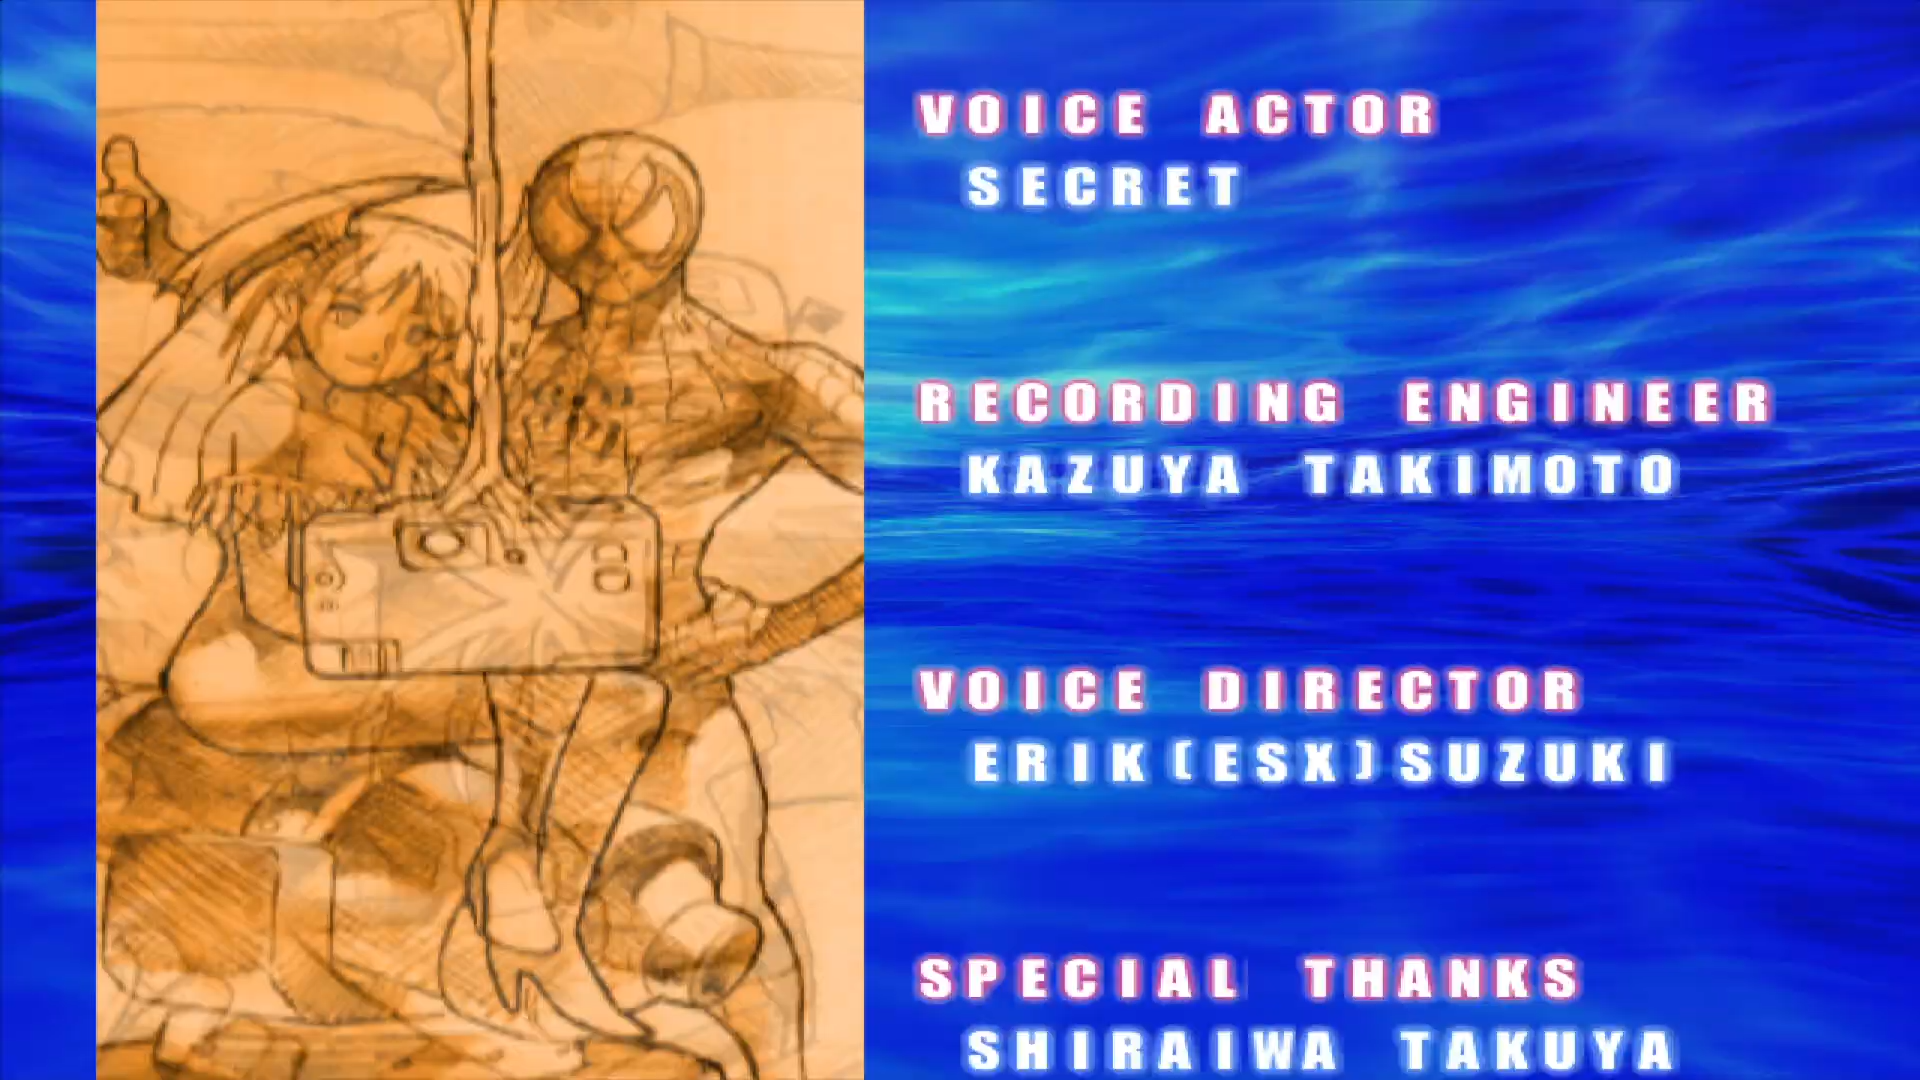 VOICE ACTOR
SECRET
RECORDING ENGINEER
KAZUYA TAKIMOTO
VOICE DIRECTOR
ERIK(ESX)SUZUKI
SPECIAL THANKS
SHIRAIWA TAKUYA